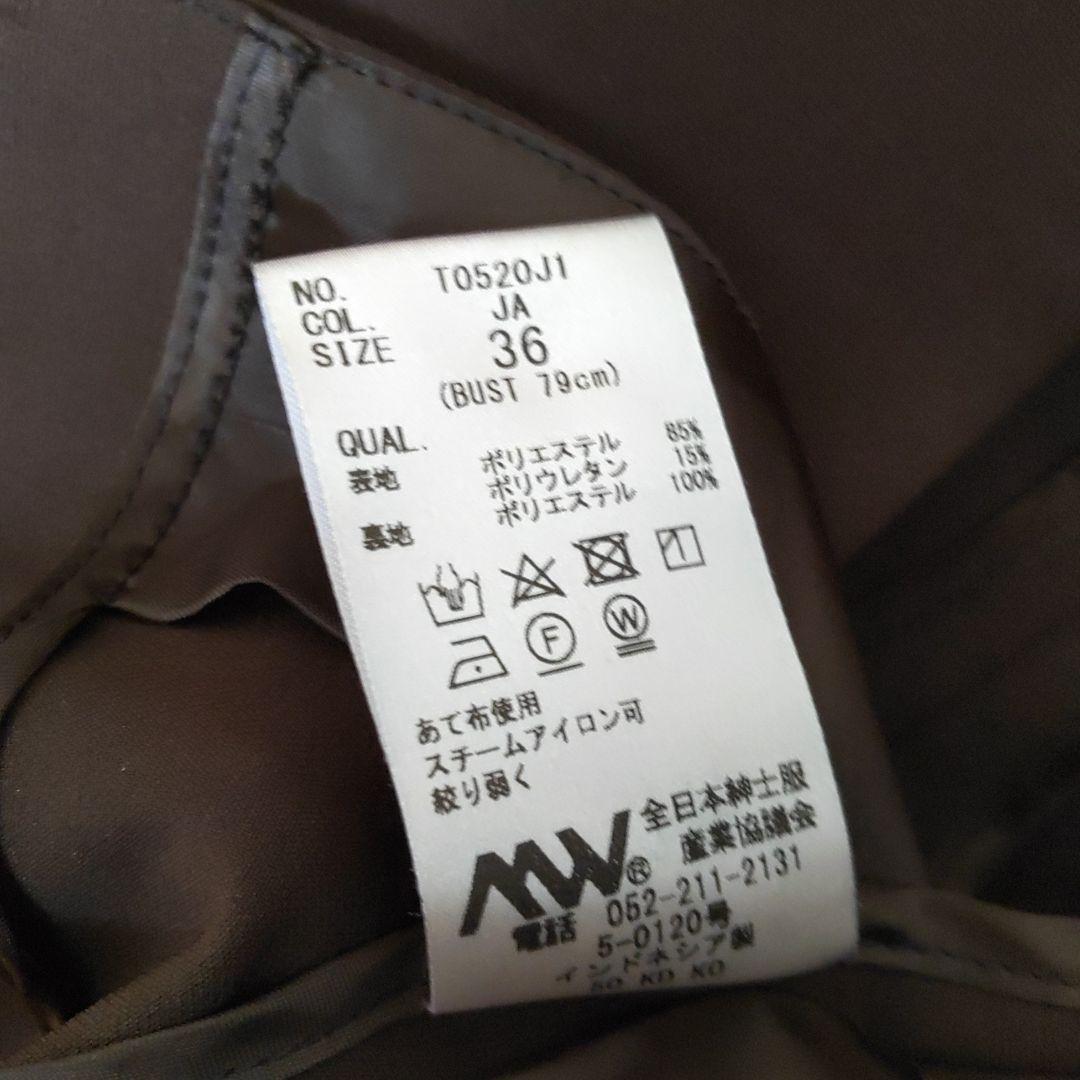 NO. T0520J1
COL. JA
SIZE 36
(BUST 79cm)
QUAL.
表地 ポリエステル 85%
ポリウレタン 15%
裏地 ポリエステル 100%
F W
あて布使用
スチームアイロン可
絞り弱く
MW® 全日本紳士服
産業協議会
電話 052-211-2131
5-0120号
インドネシア製
KO KO